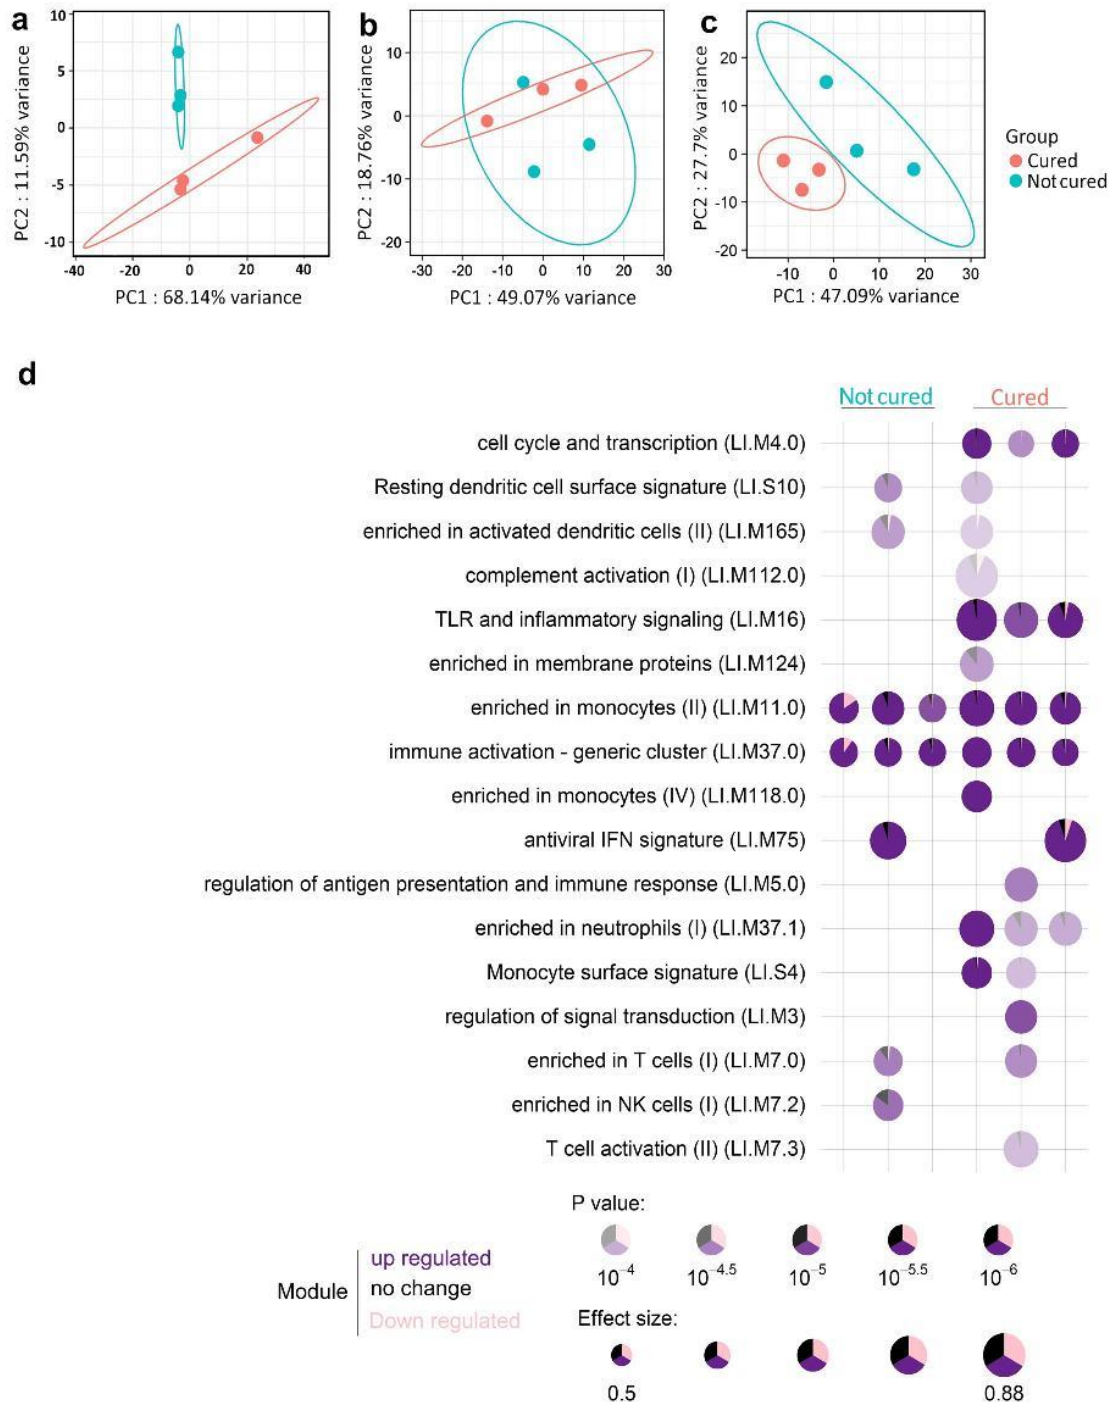 a
b
c
10
5
0
-5
-10
-40
-20
0
20
40
PC2 : 11.59% variance
PC1 : 68.14% variance
10
0
-10
-20
-30
-20
-10
0
10
20
30
PC2 : 18.76% variance
PC1 : 49.07% variance
20
10
0
-10
-20
-10
0
10
20
30
PC2 : 27.7% variance
PC1 : 47.09% variance
Group
Cured
Not cured
d
Not cured
Cured
cell cycle and transcription (LI.M4.0)
Resting dendritic cell surface signature (LI.S10)
enriched in activated dendritic cells (II) (LI.M165)
complement activation (I) (LI.M112.0)
TLR and inflammatory signaling (LI.M16)
enriched in membrane proteins (LI.M124)
enriched in monocytes (II) (LI.M11.0)
immune activation - generic cluster (LI.M37.0)
enriched in monocytes (IV) (LI.M118.0)
antiviral IFN signature (LI.M75)
regulation of antigen presentation and immune response (LI.M5.0)
enriched in neutrophils (I) (LI.M37.1)
Monocyte surface signature (LI.S4)
regulation of signal transduction (LI.M3)
enriched in T cells (I) (LI.M7.0)
enriched in NK cells (I) (LI.M7.2)
T cell activation (II) (LI.M7.3)
P value:
10⁻⁴
10⁻⁴·⁵
10⁻⁵
10⁻⁵·⁵
10⁻⁶
Module
up regulated
no change
Down regulated
Effect size:
0.5
0.88